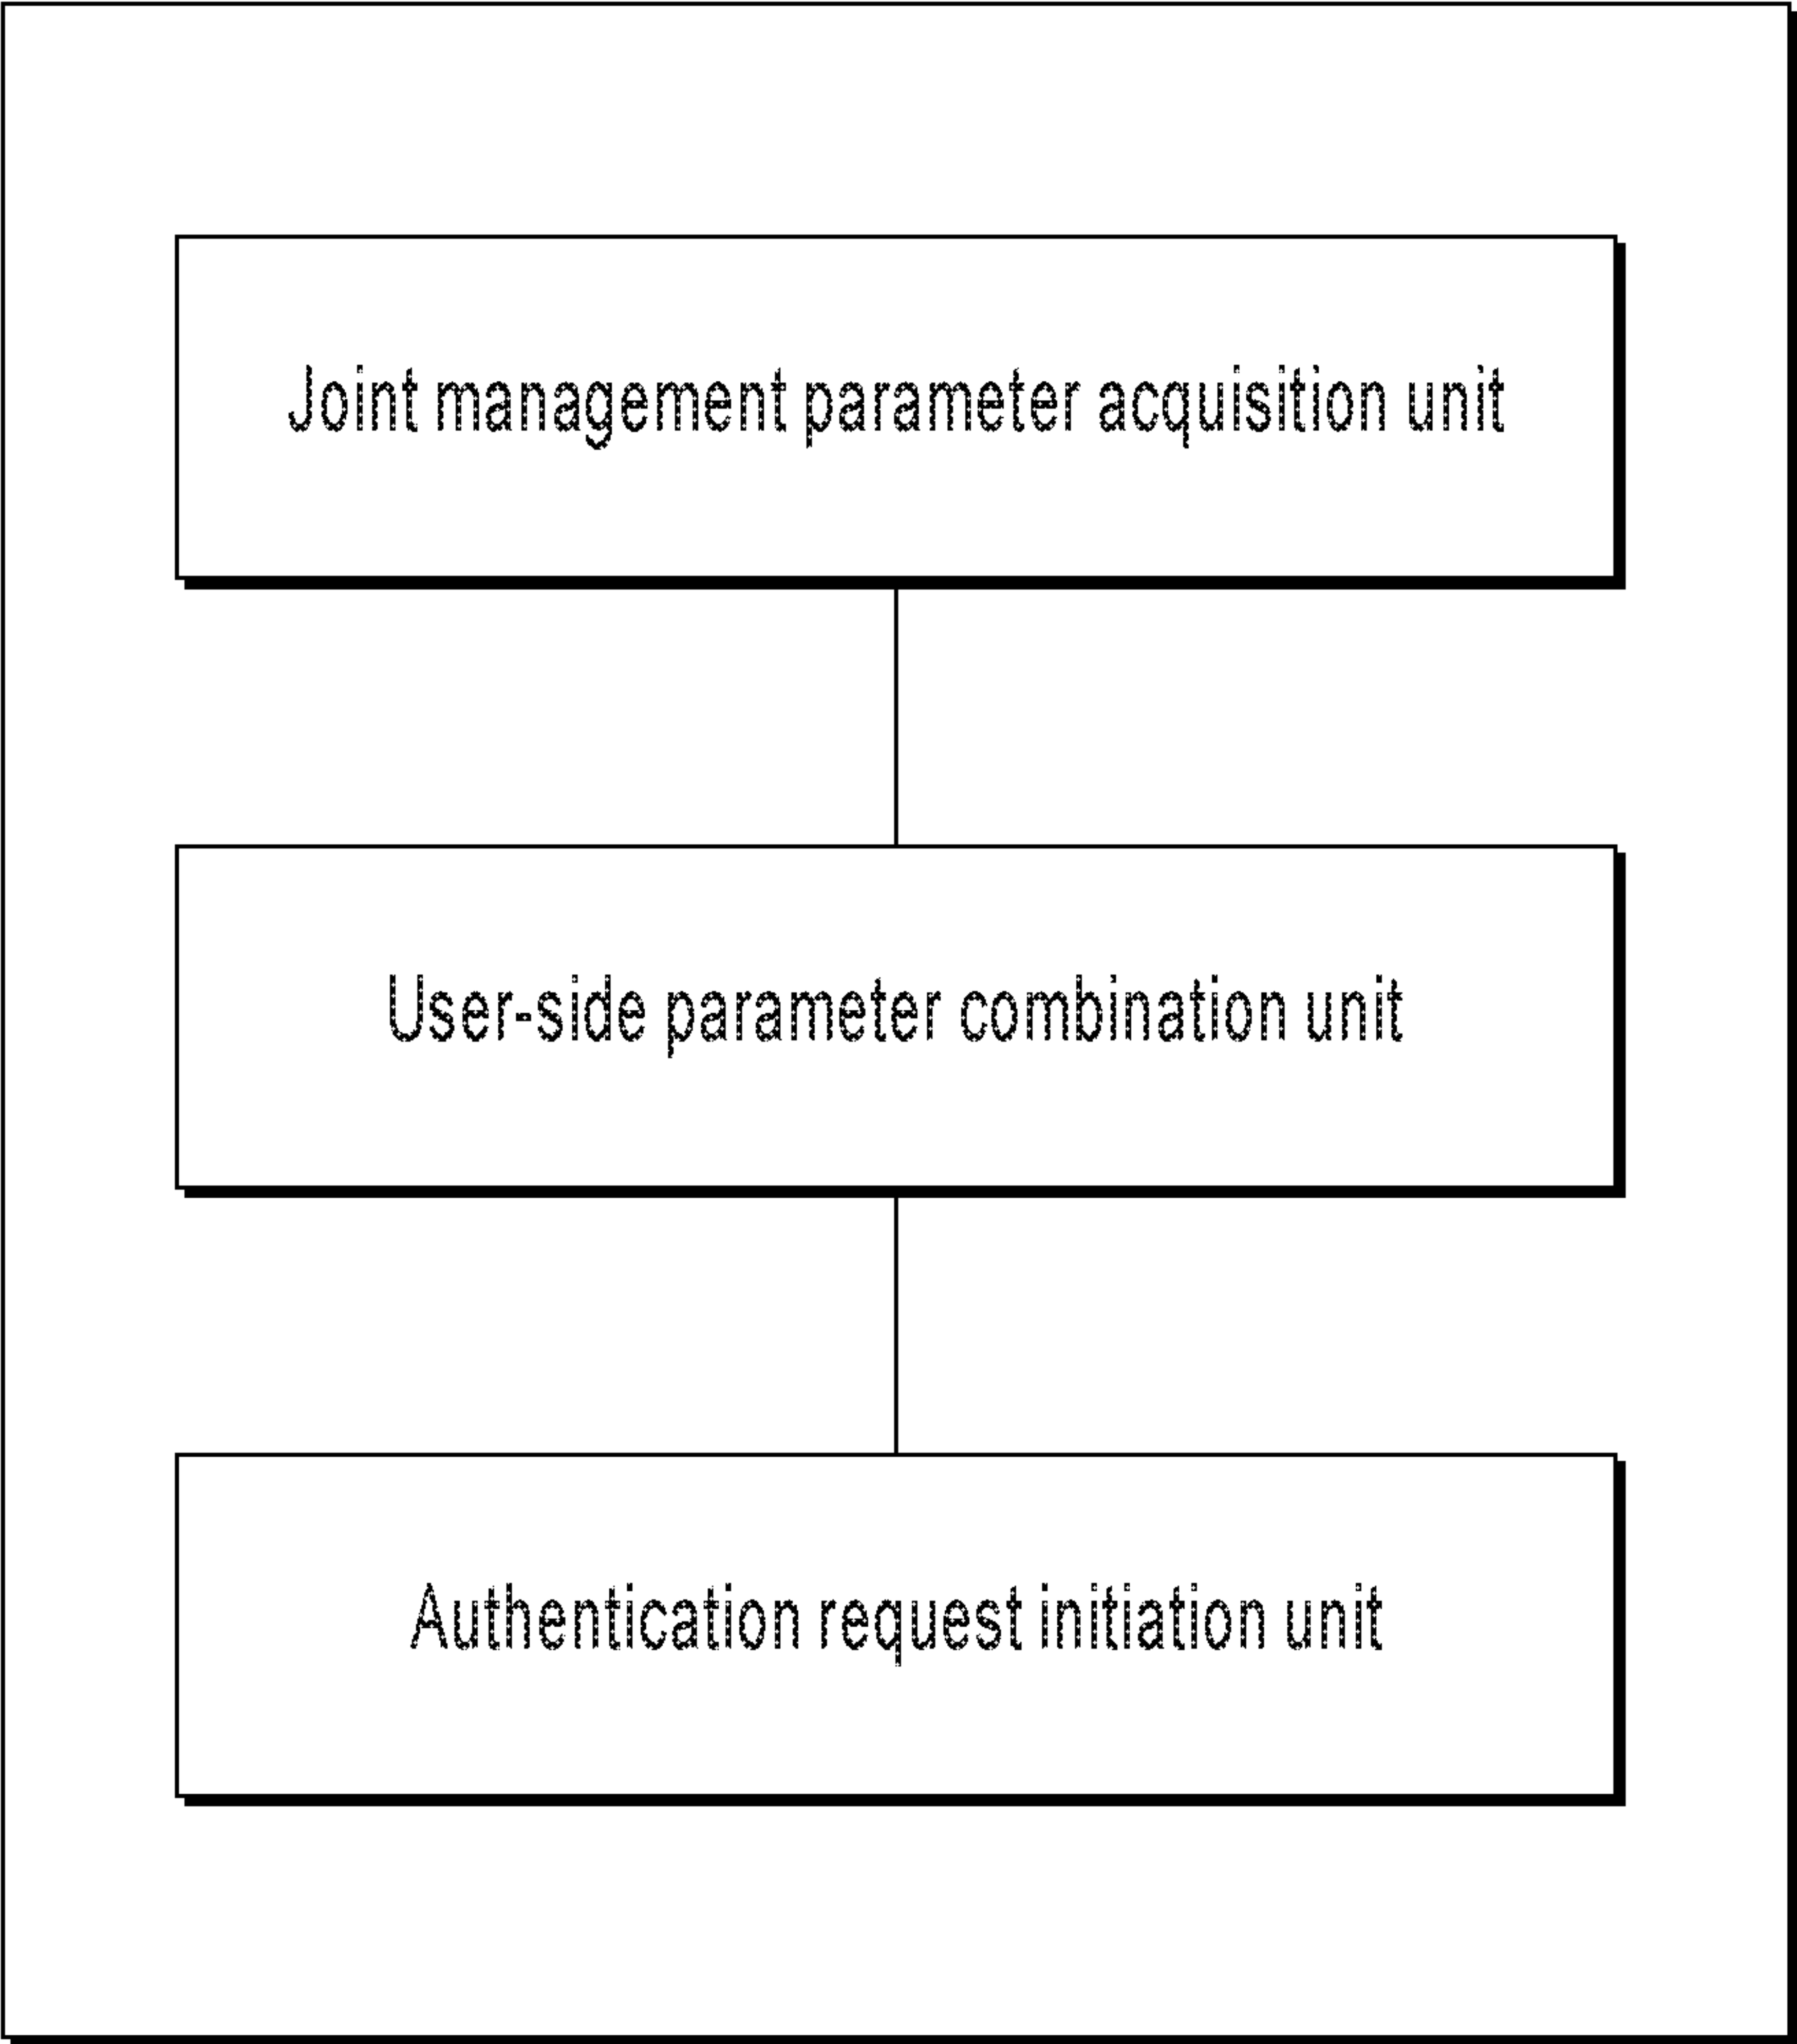 Joint management parameter acquisition unit
User-side parameter combination unit
Authentication request initiation unit